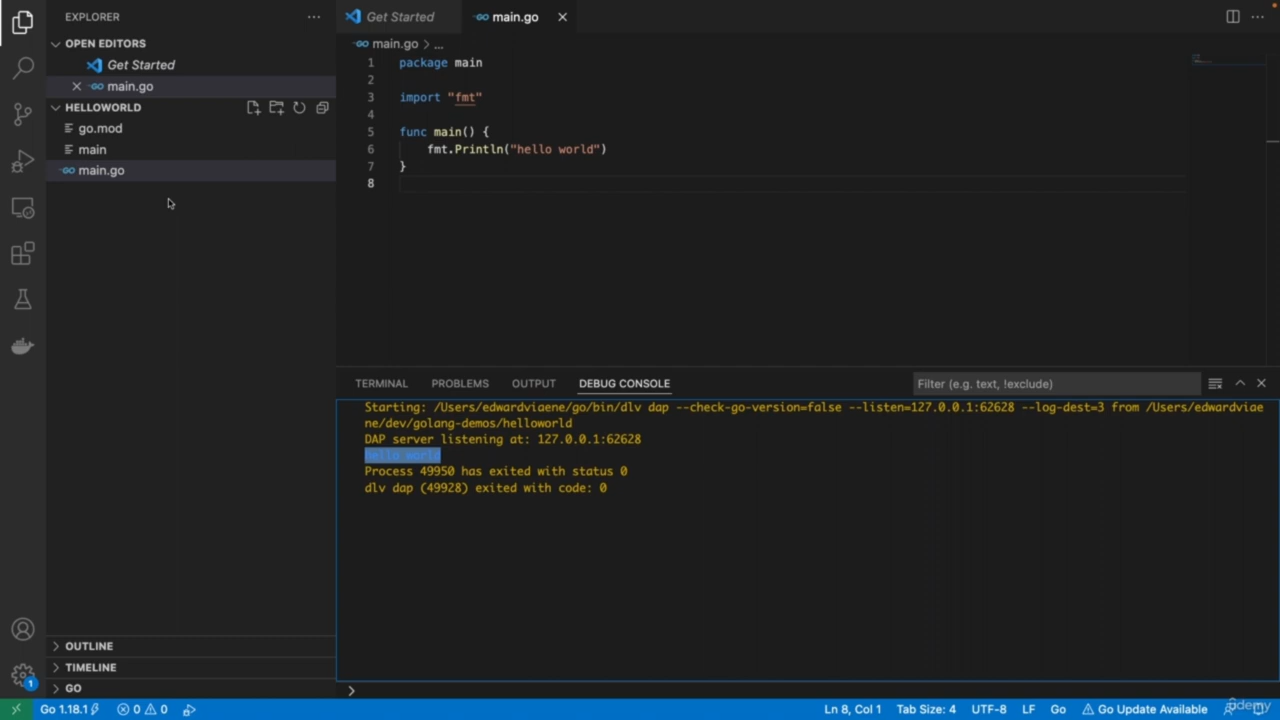 EXPLORER
OPEN EDITORS
Get Started
main.go
HELLOWORLD
go.mod
main
main.go
OUTLINE
TIMELINE
GO
Get Started
main.go
main.go > ...
1 package main
2
3 import "fmt"
4
5 func main() {
6 fmt.Println("hello world")
7 }
8
TERMINAL PROBLEMS OUTPUT DEBUG CONSOLE Filter (e.g. text, !exclude)
Starting: /Users/edwardviaene/go/bin/dlv dap --check-go-version=false --listen=127.0.0.1:62628 --log-dest=3 from /Users/edwardviae
ne/dev/golang-demos/helloworld
DAP server listening at: 127.0.0.1:62628
hello world
Process 49950 has exited with status 0
dlv dap (49928) exited with code: 0
1
Go 1.18.1 0 0 Ln 8, Col 1 Tab Size: 4 UTF-8 LF Go Go Update Available
udemy